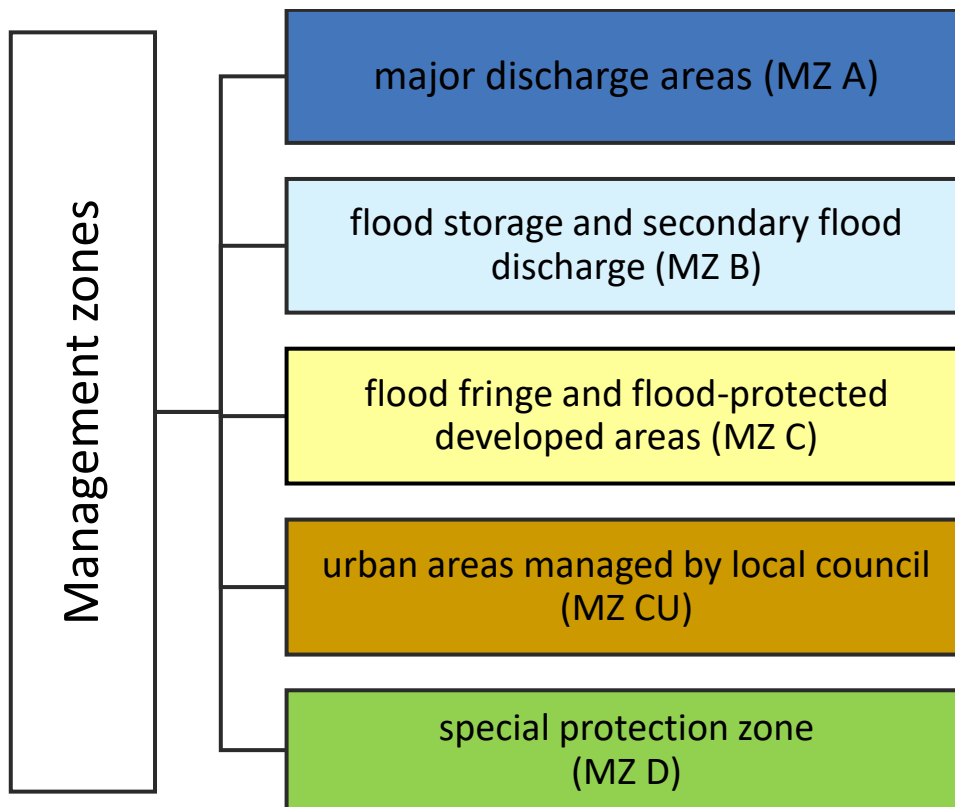 Management zones
major discharge areas (MZ A)
flood storage and secondary flood
discharge (MZ B)
flood fringe and flood-protected
developed areas (MZ C)
urban areas managed by local council
(MZ CU)
special protection zone
(MZ D)